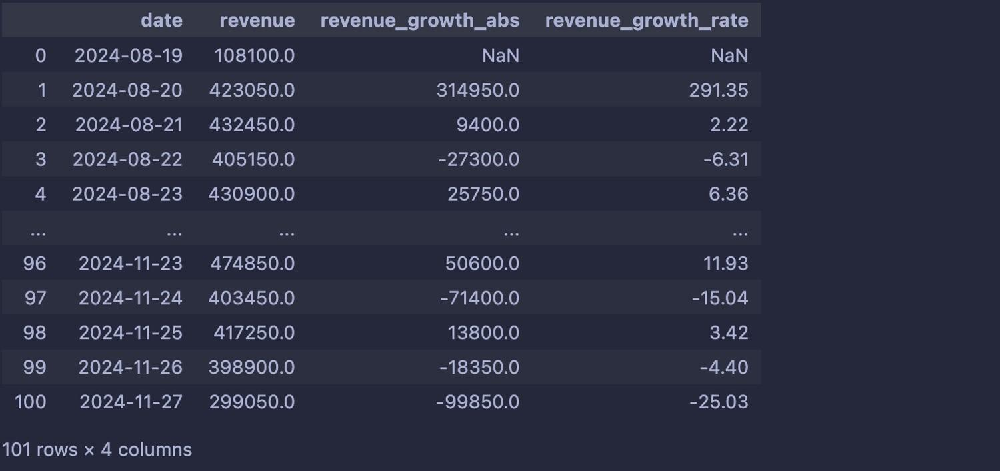 date revenue revenue_growth_abs revenue_growth_rate
0 2024-08-19 108100.0 NaN NaN
1 2024-08-20 423050.0 314950.0 291.35
2 2024-08-21 432450.0 9400.0 2.22
3 2024-08-22 405150.0 -27300.0 -6.31
4 2024-08-23 430900.0 25750.0 6.36
... ... ... ... ...
96 2024-11-23 474850.0 50600.0 11.93
97 2024-11-24 403450.0 -71400.0 -15.04
98 2024-11-25 417250.0 13800.0 3.42
99 2024-11-26 398900.0 -18350.0 -4.40
100 2024-11-27 299050.0 -99850.0 -25.03
101 rows × 4 columns